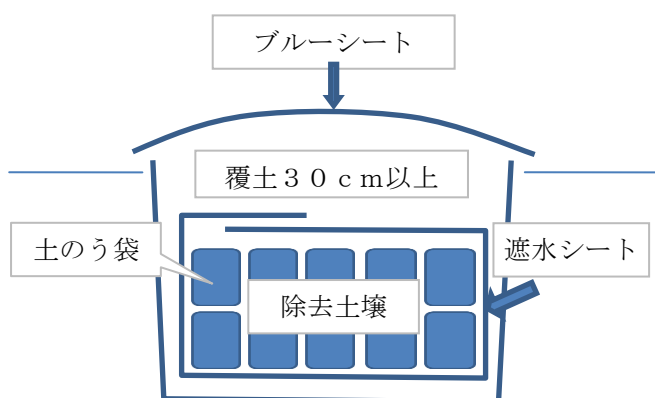 ブルーシート
覆土３０ｃｍ以上
土のう袋
遮水シート
除去土壌